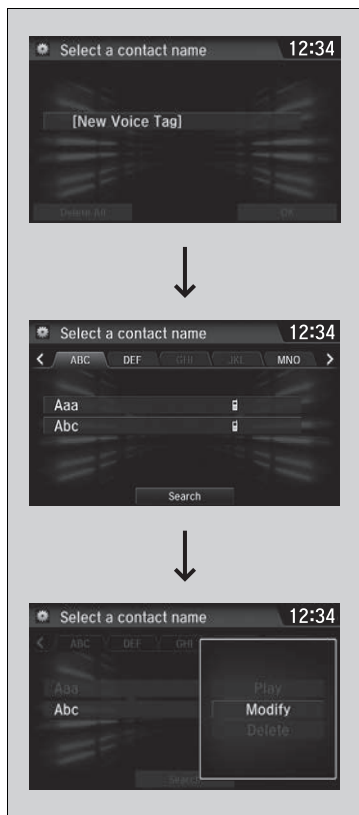 Select a contact name 12:34
[New Voice Tag]
Delete All OK
Select a contact name 12:34
ABC DEF GHI JKL MNO
Aaa
Abc
Search
Select a contact name 12:34
ABC DEF GHI
Aaa Play
Abc Modify
Delete
Search